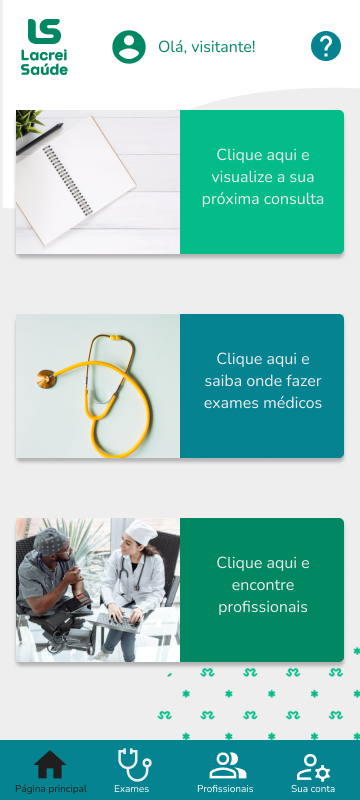 LS
Lacrei
Saúde
Olá, visitante!
?
Clique aqui e
visualize a sua
próxima consulta
Clique aqui e
saiba onde fazer
exames médicos
Clique aqui e
encontre
profissionais
Página principal
Exames
Profissionais
Sua conta